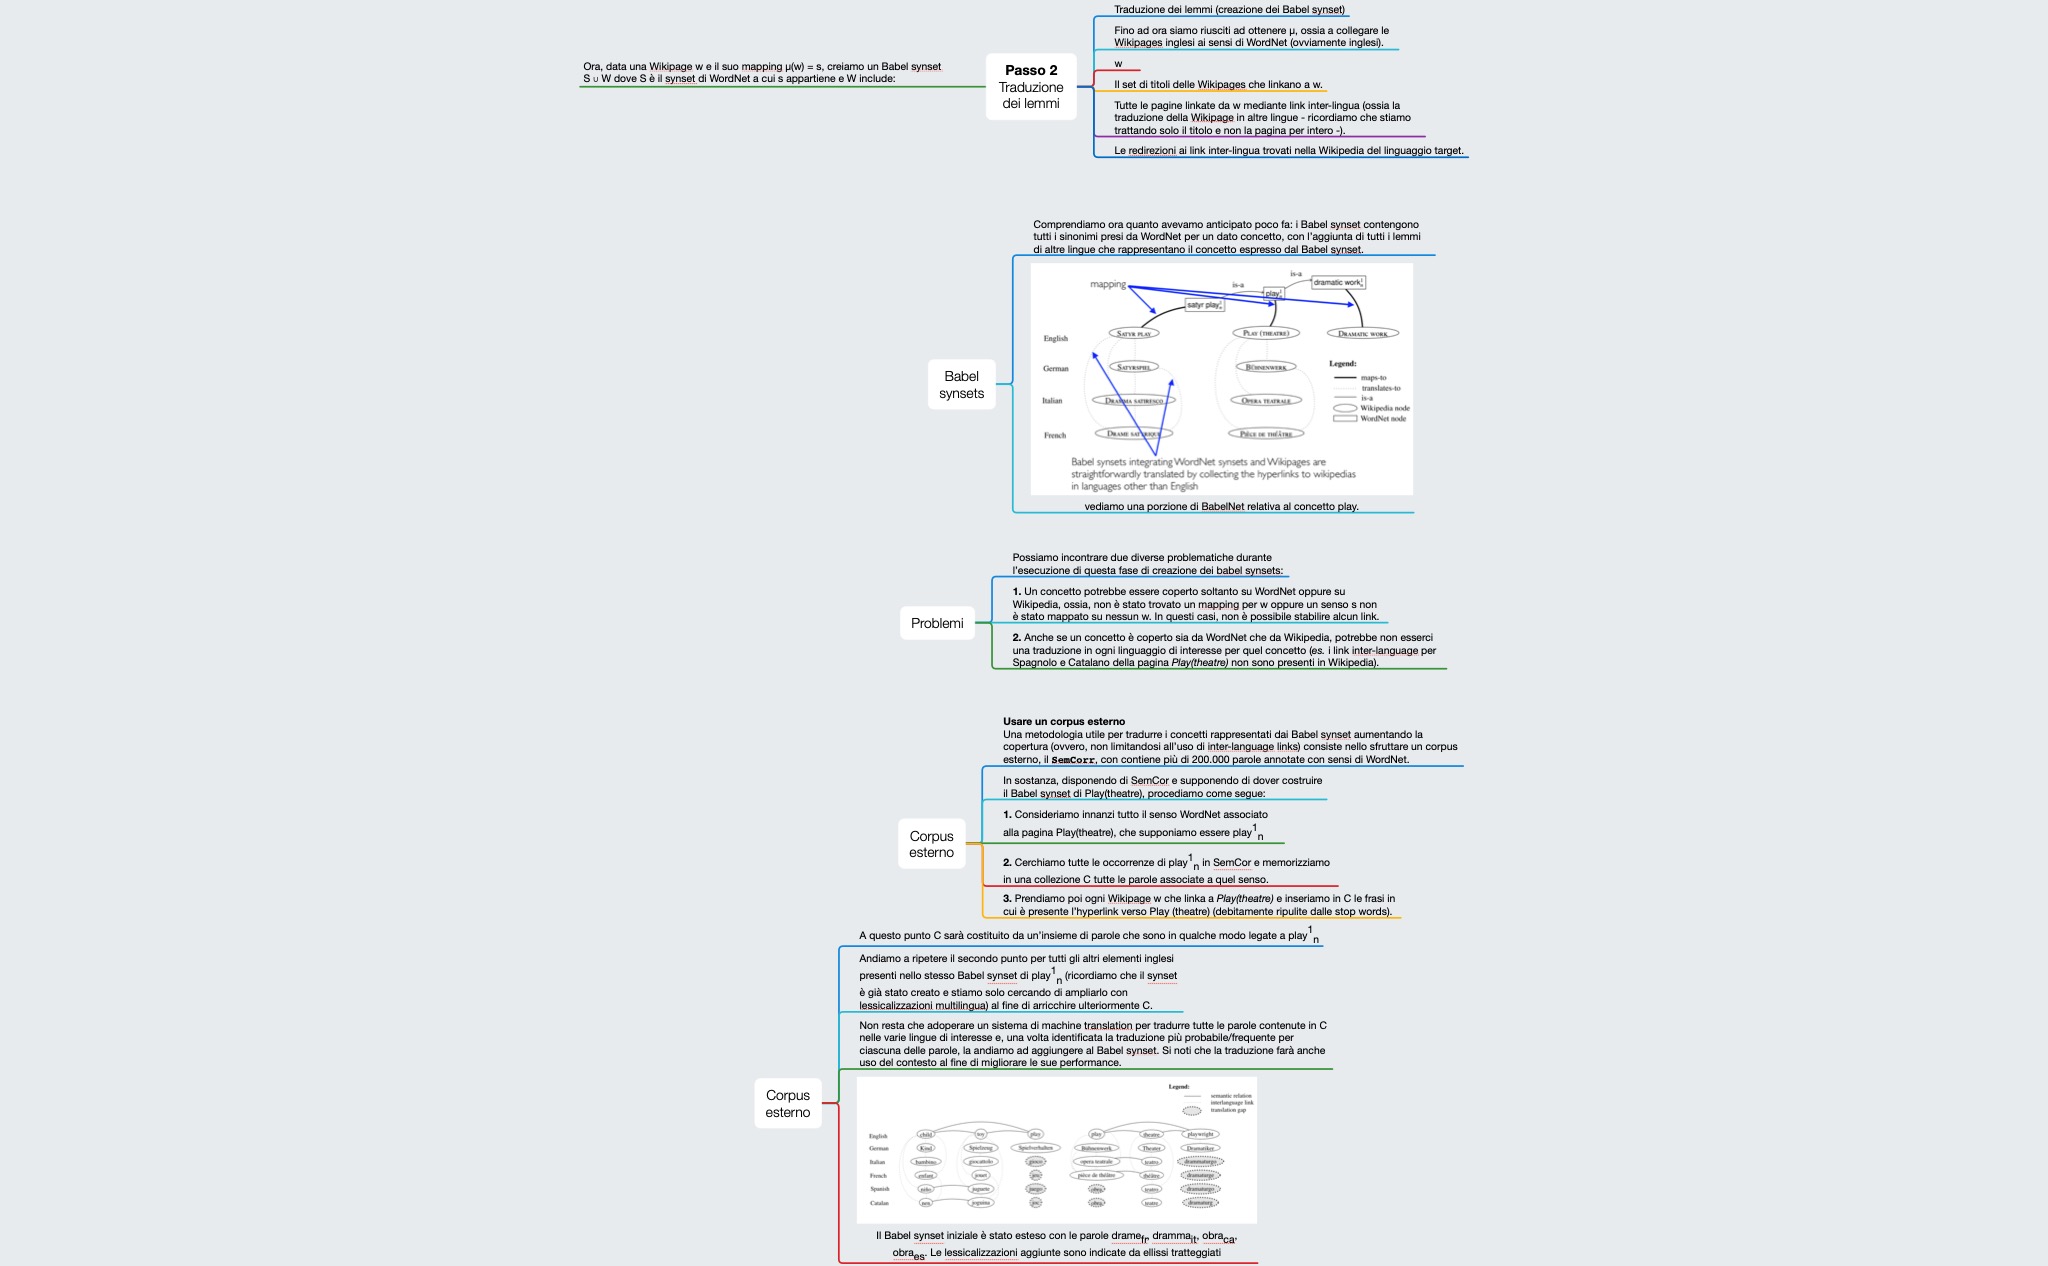 Traduzione dei lemmi (creazione dei Babel synset)
Fino ad ora siamo riusciti ad ottenere μ, ossia a collegare le
Wikipages inglesi ai sensi di WordNet (ovviamente inglesi).
w
Ora, data una Wikipage w e il suo mapping μ(w) = s, creiamo un Babel synset
S ∪ W dove S è il synset di WordNet a cui s appartiene e W include:
Passo 2
Traduzione
dei lemmi
Il set di titoli delle Wikipages che linkano a w.
Tutte le pagine linkate da w mediante link inter-lingua (ossia la
traduzione della Wikipage in altre lingue - ricordiamo che stiamo
trattando solo il titolo e non la pagina per intero -).
Le redirezioni ai link inter-lingua trovati nella Wikipedia del linguaggio target.
Comprendiamo ora quanto avevamo anticipato poco fa: i Babel synset contengono
tutti i sinonimi presi da WordNet per un dato concetto, con l'aggiunta di tutti i lemmi
di altre lingue che rappresentano il concetto espresso dal Babel synset.
is-a
mapping
is-a
dramatic work
play
satyr play
English
SATYR PLAY
PLAY (THEATRE)
DRAMATIC WORK
German
SATYRSPIEL
BÜHNENWERK
Italian
DRAMMA SATIRESCO
OPERA TEATRALE
French
DRAME SATYRIQUE
PIÈCE DE THÉÂTRE
Legend:
maps-to
translates-to
is-a
Wikipedia node
WordNet node
Babel synsets integrating WordNet synsets and Wikipages are
straightforwardly translated by collecting the hyperlinks to wikipedias
in languages other than English
Babel
synsets
vediamo una porzione di BabelNet relativa al concetto play.
Possiamo incontrare due diverse problematiche durante
l'esecuzione di questa fase di creazione dei babel synsets:
1. Un concetto potrebbe essere coperto soltanto su WordNet oppure su
Wikipedia, ossia, non è stato trovato un mapping per w oppure un senso s non
è stato mappato su nessun w. In questi casi, non è possibile stabilire alcun link.
Problemi
2. Anche se un concetto è coperto sia da WordNet che da Wikipedia, potrebbe non esserci
una traduzione in ogni linguaggio di interesse per quel concetto (es. i link inter-language per
Spagnolo e Catalano della pagina Play(theatre) non sono presenti in Wikipedia).
Usare un corpus esterno
Una metodologia utile per tradurre i concetti rappresentati dai Babel synset aumentando la
copertura (ovvero, non limitandosi all'uso di inter-language links) consiste nello sfruttare un corpus
esterno, il SemCorr, con contiene più di 200.000 parole annotate con sensi di WordNet.
In sostanza, disponendo di SemCor e supponendo di dover costruire
il Babel synset di Play(theatre), procediamo come segue:
1. Consideriamo innanzi tutto il senso WordNet associato
alla pagina Play(theatre), che supponiamo essere play1n
Corpus
esterno
2. Cerchiamo tutte le occorrenze di play1n in SemCor e memorizziamo
in una collezione C tutte le parole associate a quel senso.
3. Prendiamo poi ogni Wikipage w che linka a Play(theatre) e inseriamo in C le frasi in
cui è presente l'hyperlink verso Play (theatre) (debitamente ripulite dalle stop words).
A questo punto C sarà costituito da un'insieme di parole che sono in qualche modo legate a play1n
Andiamo a ripetere il secondo punto per tutti gli altri elementi inglesi
presenti nello stesso Babel synset di play1n (ricordiamo che il synset
è già stato creato e stiamo solo cercando di ampliarlo con
lessicalizzazioni multilingua) al fine di arricchire ulteriormente C.
Non resta che adoperare un sistema di machine translation per tradurre tutte le parole contenute in C
nelle varie lingue di interesse e, una volta identificata la traduzione più probabile/frequente per
ciascuna delle parole, la andiamo ad aggiungere al Babel synset. Si noti che la traduzione farà anche
uso del contesto al fine di migliorare le sue performance.
Corpus
esterno
Legend:
semantic relation
interlanguage link
translation gap
English child toy play play theatre playwright
German Kind Spielzeug Spielverhalten Bühnenwerk Theater Dramatiker
Italian bambino giocattolo gioco opera teatrale teatro drammaturgo
French enfant jouet jeu pièce de théâtre théâtre dramaturge
Spanish niño juguete juego obra teatro dramaturgo
Catalan nen joguina joc obra teatre dramaturg
Il Babel synset iniziale è stato esteso con le parole dramefr, drammait, obraca,
obraes. Le lessicalizzazioni aggiunte sono indicate da ellissi tratteggiati